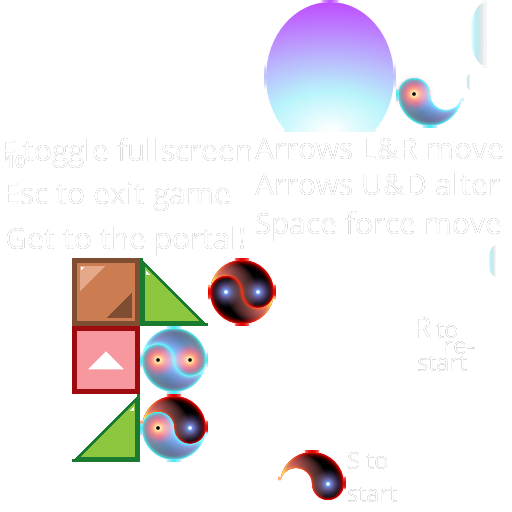 F toggle fullscreen
Esc to exit game
Get to the portal!
Arrows L&R move
Arrows U&D alter
Space force move
R to
re-
start
S to
start